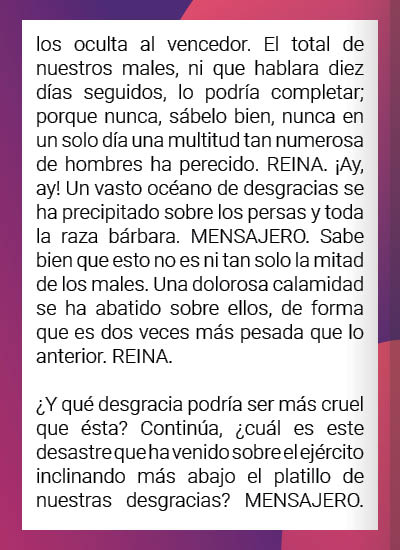 los oculta al vencedor. El total de
nuestros males, ni que hablara diez
días seguidos, lo podría completar;
porque nunca, sábelo bien, nunca en
un solo día una multitud tan numerosa
de hombres ha perecido. REINA. ¡Ay,
ay! Un vasto océano de desgracias se
ha precipitado sobre los persas y toda
la raza bárbara. MENSAJERO. Sabe
bien que esto no es ni tan solo la mitad
de los males. Una dolorosa calamidad
se ha abatido sobre ellos, de forma
que es dos veces más pesada que lo
anterior. REINA.

¿Y qué desgracia podría ser más cruel
que ésta? Continúa, ¿cuál es este
desastre que ha venido sobre el ejército
inclinando más abajo el platillo de
nuestras desgracias? MENSAJERO.